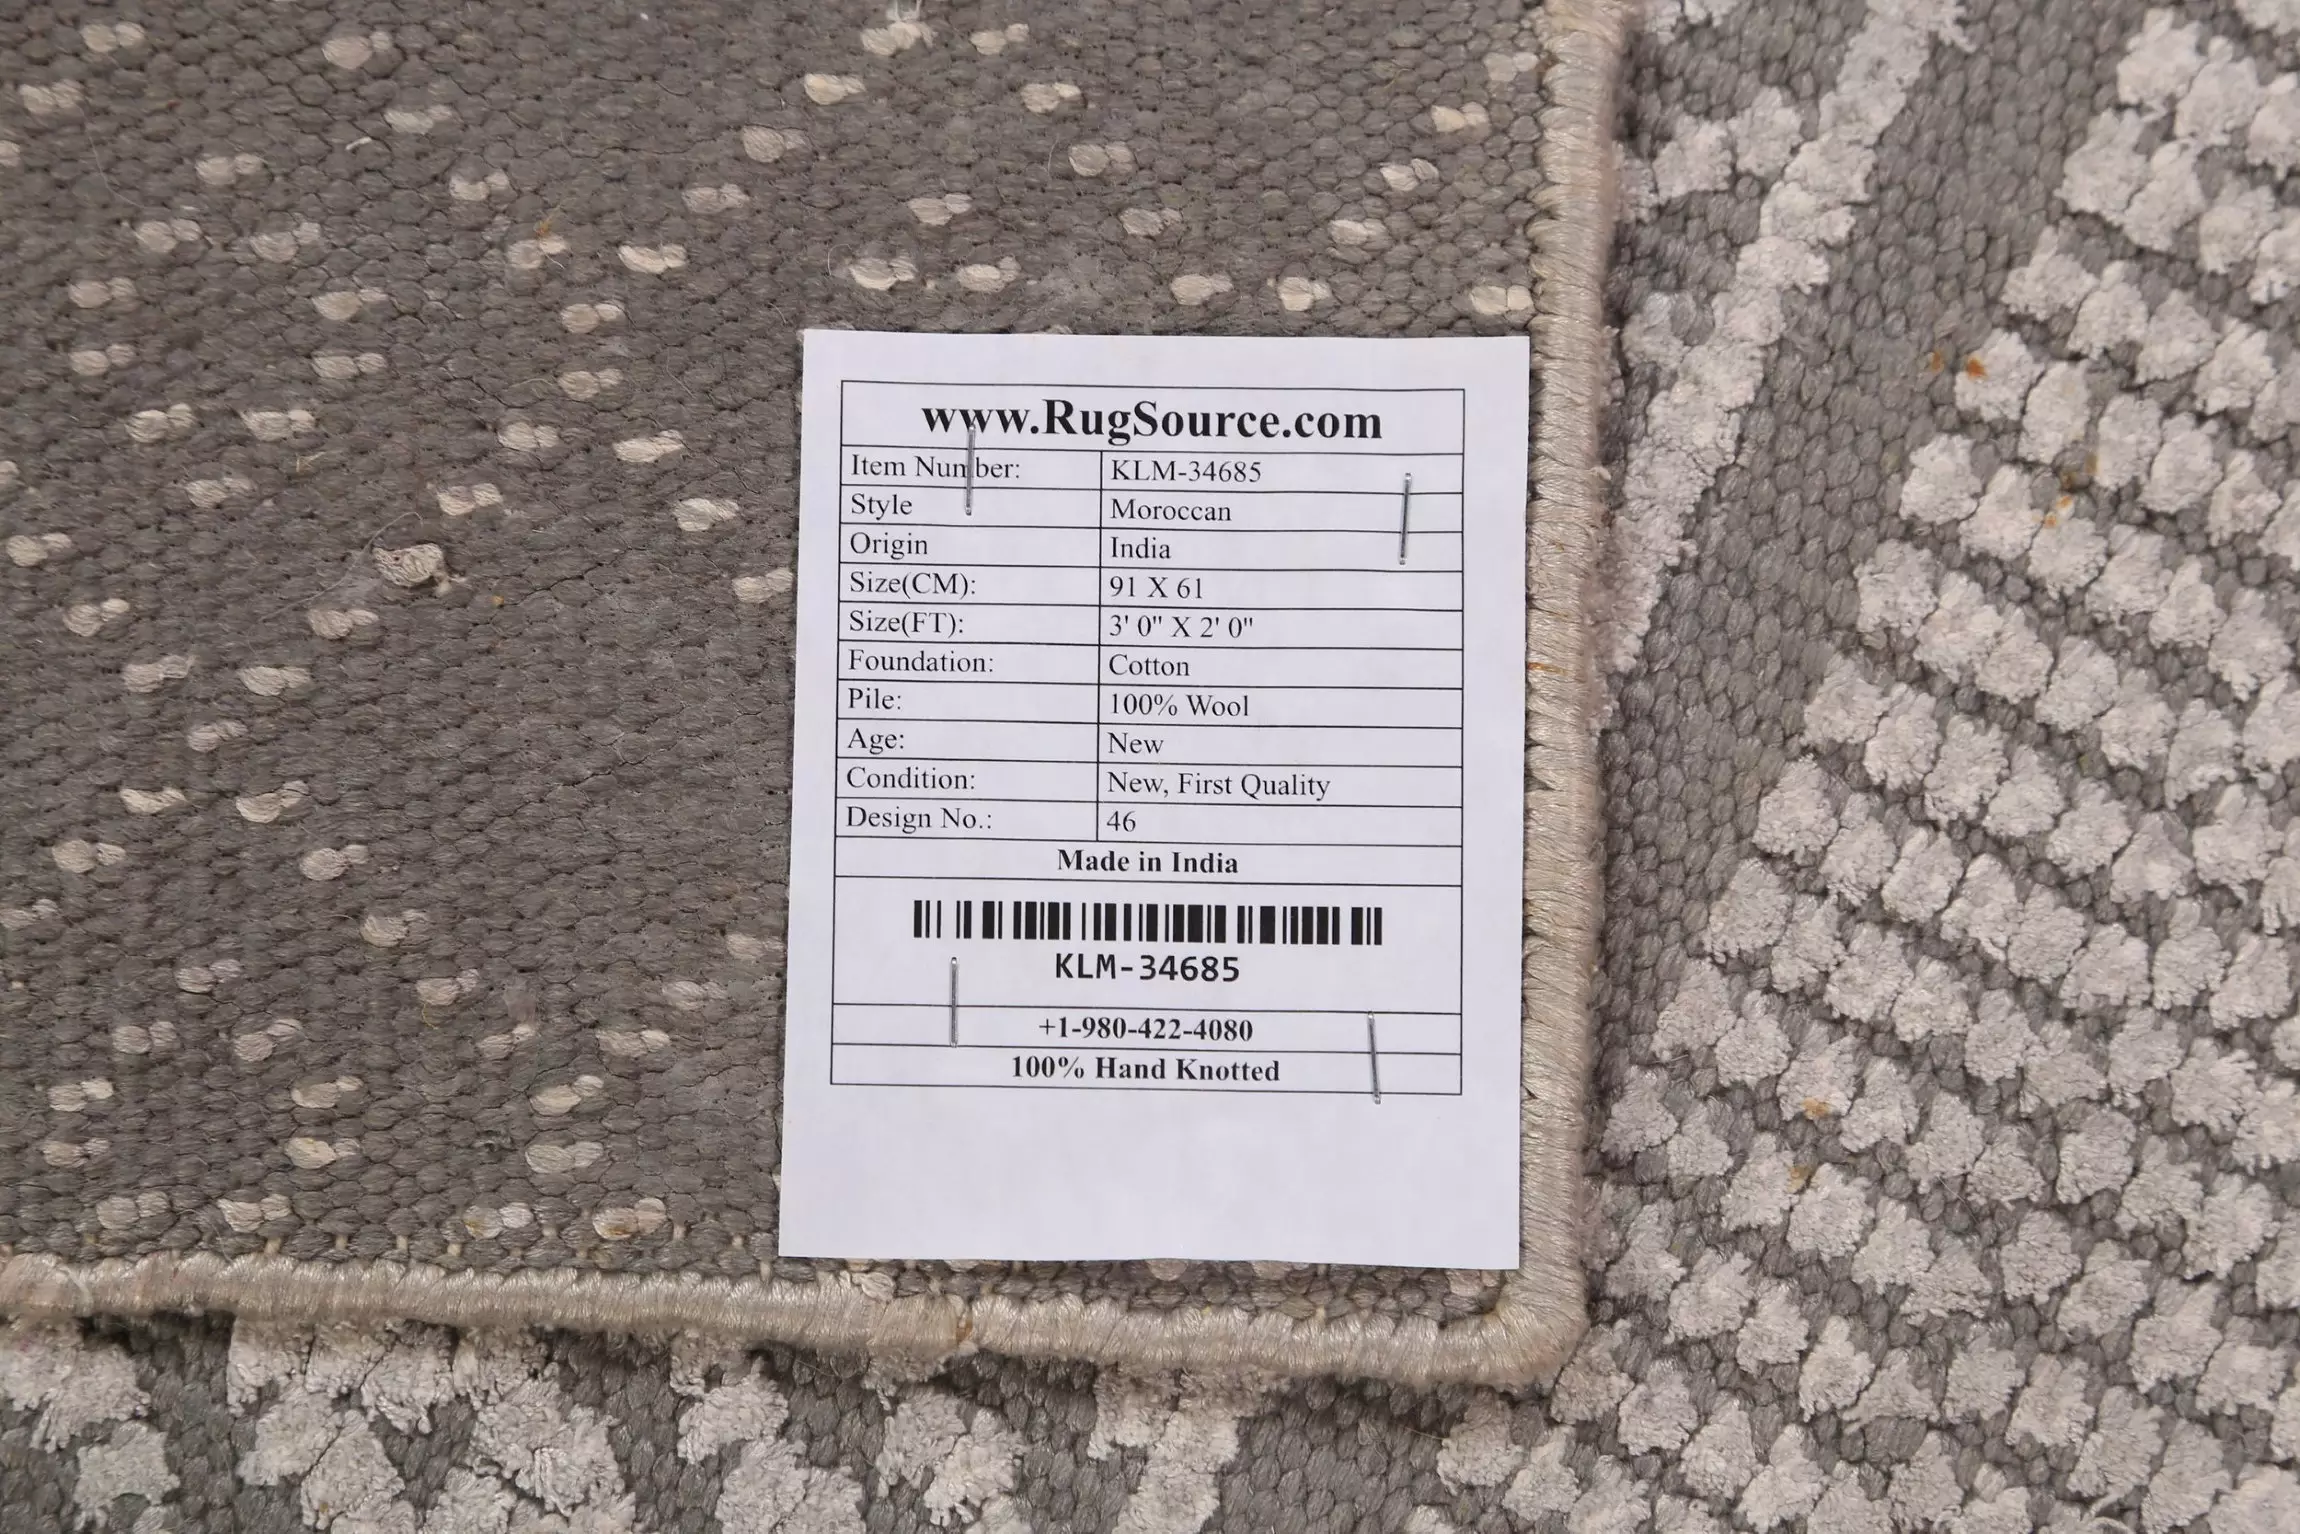 www.RugSource.com
Item Number: KLM-34685
Style Moroccan
Origin India
Size(CM): 91 X 61
Size(FT): 3' 0" X 2' 0"
Foundation: Cotton
Pile: 100% Wool
Age: New
Condition: New, First Quality
Design No.: 46
Made in India
KLM-34685
+1-980-422-4080
100% Hand Knotted